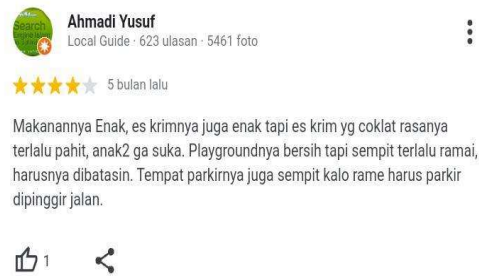 Search
Ahmadi Yusuf
Local Guide · 623 ulasan · 5461 foto
5 bulan lalu
Makanannya Enak, es krimnya juga enak tapi es krim yg coklat rasanya
terlalu pahit, anak2 ga suka. Playgroundnya bersih tapi sempit terlalu ramai,
harusnya dibatasin. Tempat parkirnya juga sempit kalo rame harus parkir
dipinggir jalan.
1